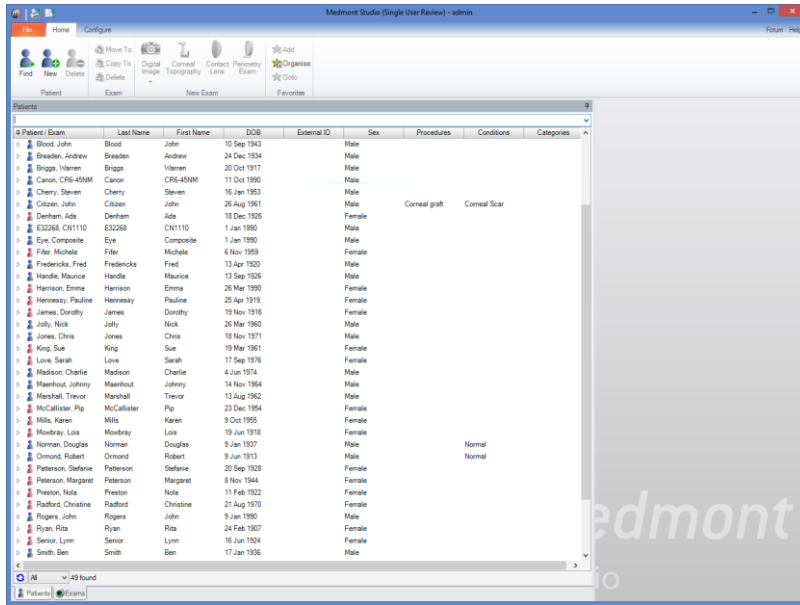 Medmont Studio (Single User Review) - admin
File Home Configure Forum Help
Find New Delete
Patient
Move To
Copy To
Delete
Exam
Digital Image Corneal Topography Contact Lens Perimetry Exam
New Exam
Add
Organise
Goto
Favorites
Patients
Patient / Exam Last Name First Name DOB External ID Sex Procedures Conditions Categories
Blood, John Blood John 10 Sep 1943 Male
Breaden, Andrew Breaden Andrew 24 Dec 1934 Male
Briggs, Warren Briggs Warren 20 Oct 1917 Male
Canon, CR6-45NM Canon CR6-45NM 11 Oct 1990 Male
Cherry, Steven Cherry Steven 16 Jan 1953 Male
Citizen, John Citizen John 26 Aug 1961 Male Corneal graft Corneal Scar
Denham, Ada Denham Ada 18 Dec 1926 Female
E32268, CN1110 E32268 CN1110 1 Jan 1990 Male
Eye, Composite Eye Composite 1 Jan 1990 Male
Fifer, Michele Fifer Michele 6 Nov 1959 Female
Fredericks, Fred Fredericks Fred 13 Apr 1920 Male
Handle, Maurice Handle Maurice 13 Sep 1926 Male
Harrison, Emma Harrison Emma 26 Mar 1990 Female
Hennessy, Pauline Hennessy Pauline 25 Apr 1919 Female
James, Dorothy James Dorothy 19 Nov 1916 Female
Jolly, Nick Jolly Nick 26 Mar 1960 Male
Jones, Chris Jones Chris 18 Nov 1971 Male
King, Sue King Sue 19 Mar 1961 Female
Love, Sarah Love Sarah 17 Sep 1976 Female
Madison, Charlie Madison Charlie 4 Jun 1974 Male
Maenhout, Johnny Maenhout Johnny 14 Nov 1964 Male
Marshall, Trevor Marshall Trevor 13 Aug 1962 Male
McCallister, Pip McCallister Pip 23 Dec 1954 Female
Mills, Karen Mills Karen 9 Oct 1955 Female
Mowbray, Lois Mowbray Lois 19 Jun 1918 Female
Norman, Douglas Norman Douglas 9 Jan 1937 Male Normal
Ormond, Robert Ormond Robert 9 Jun 1913 Male Normal
Patterson, Stefanie Patterson Stefanie 20 Sep 1928 Female
Peterson, Margaret Peterson Margaret 8 Nov 1944 Female
Preston, Nola Preston Nola 11 Feb 1922 Female
Radford, Christine Radford Christine 21 Aug 1970 Female
Rogers, John Rogers John 9 Jan 1990 Male
Ryan, Rita Ryan Rita 24 Feb 1907 Female
Senior, Lynn Senior Lynn 16 Jun 1924 Female
Smith, Ben Smith Ben 17 Jan 1936 Male
edmont
io
All 49 found
Patients Exams